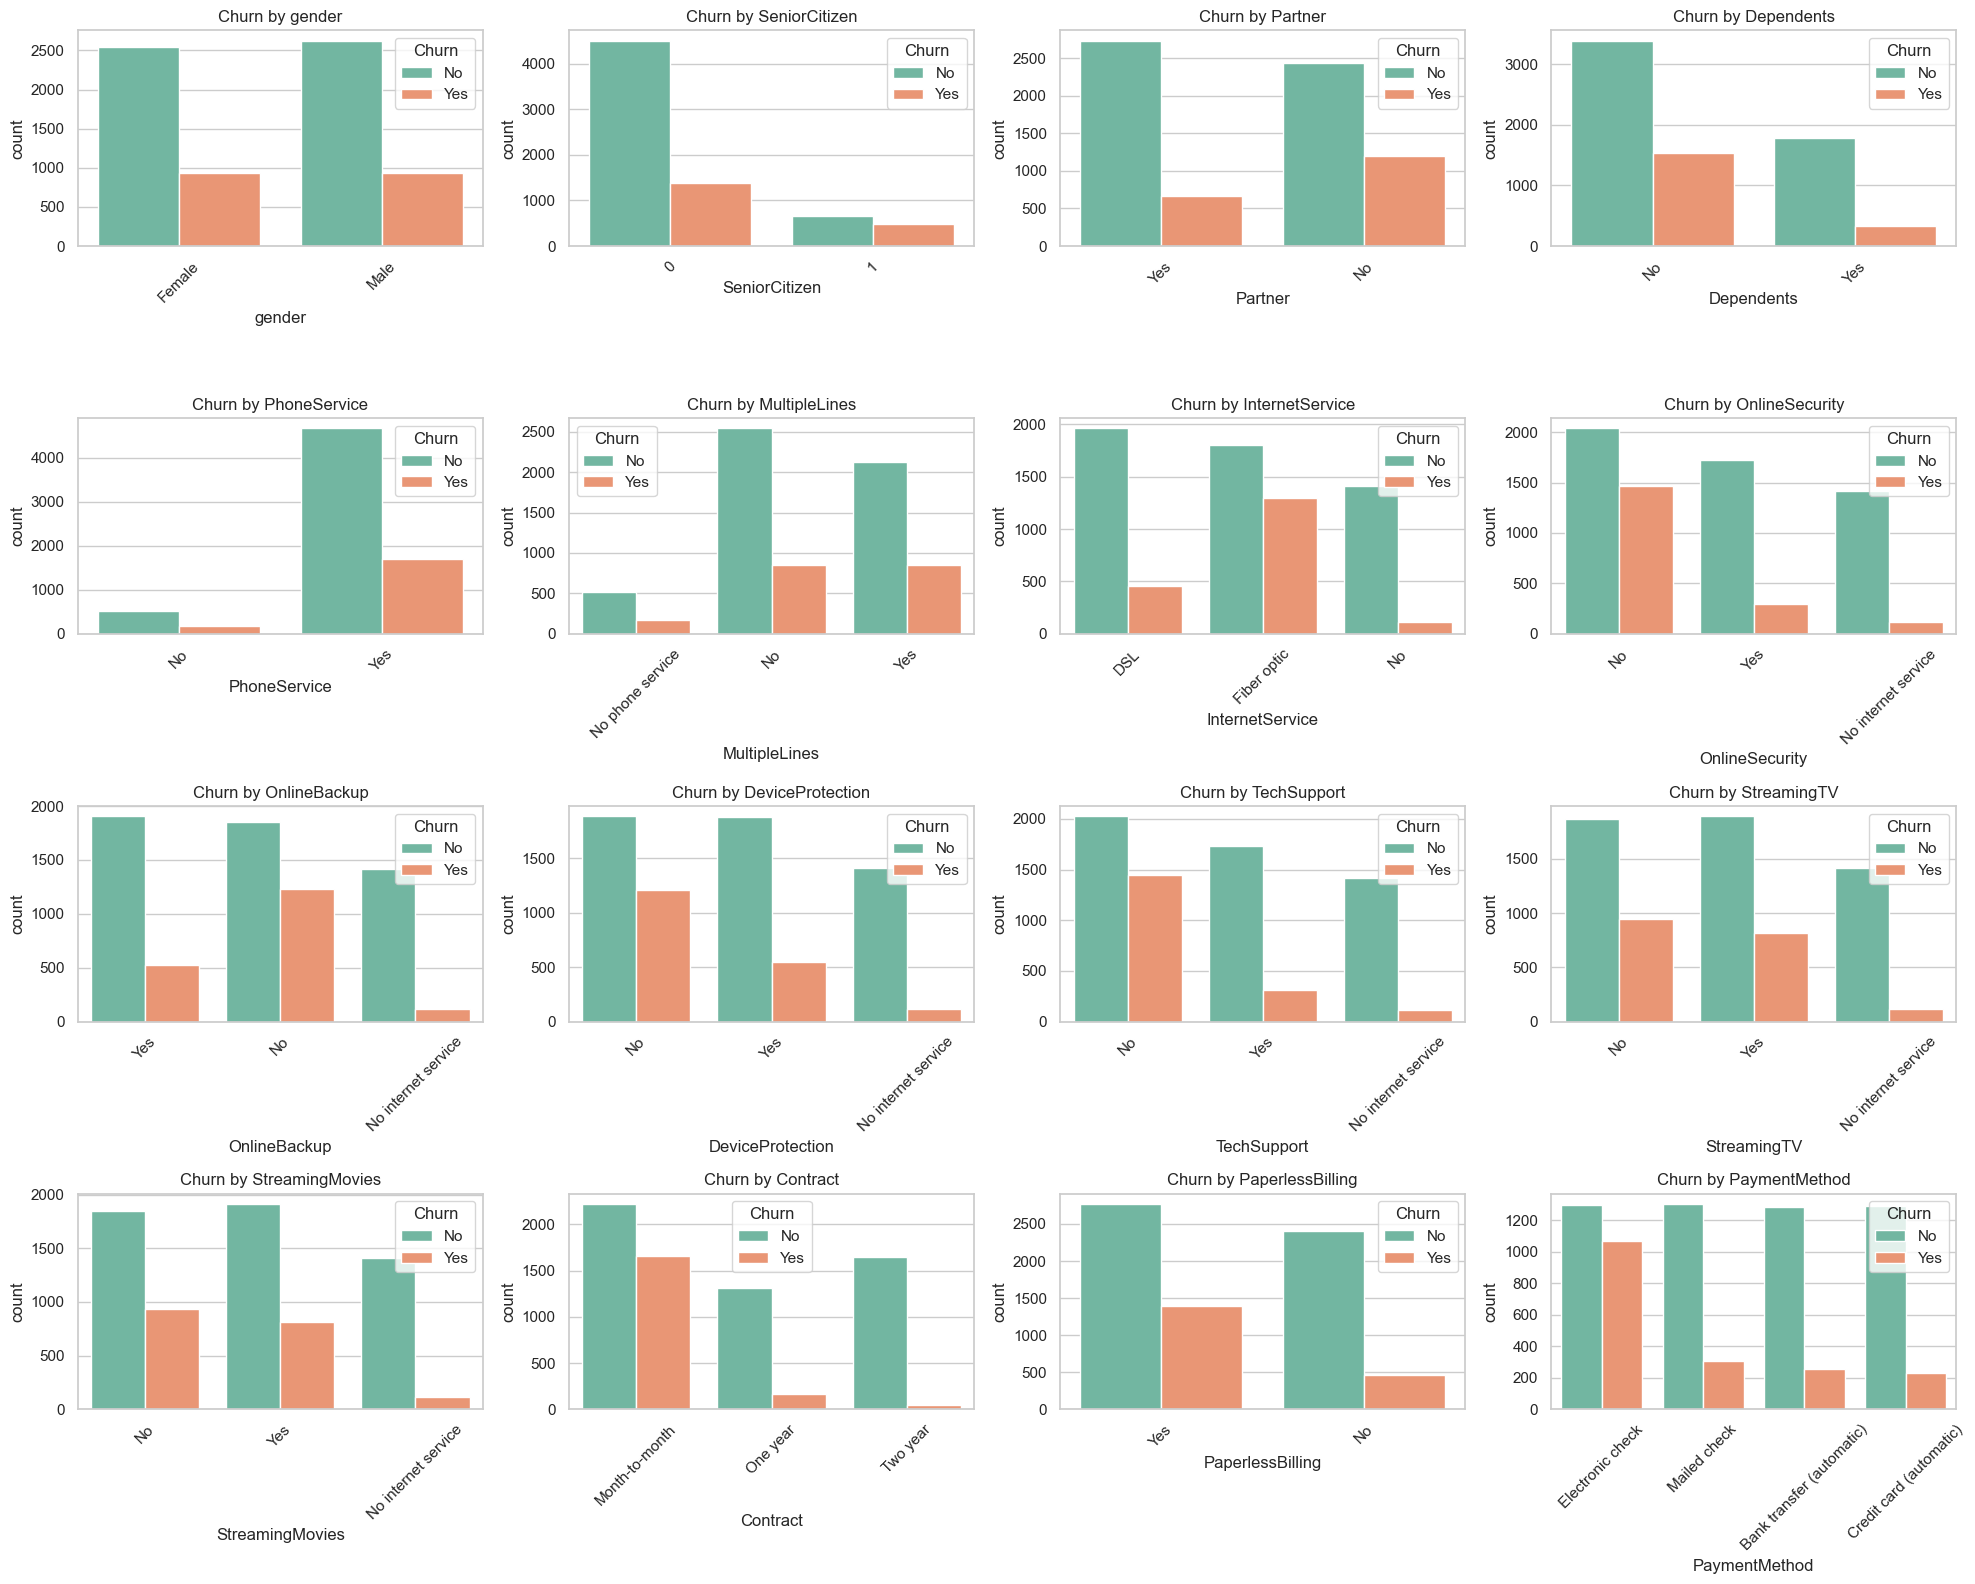 Churn by gender
2500
2000
1500
1000
500
0
count
Churn
No
Yes
Female
Male
gender
Churn by SeniorCitizen
4000
3000
2000
1000
0
count
Churn
No
Yes
0
1
SeniorCitizen
Churn by Partner
2500
2000
1500
1000
500
0
count
Churn
No
Yes
Yes
No
Partner
Churn by Dependents
3000
2000
1000
0
count
Churn
No
Yes
No
Yes
Dependents
Churn by PhoneService
4000
3000
2000
1000
0
count
Churn
No
Yes
No
Yes
PhoneService
Churn by MultipleLines
2500
2000
1500
1000
500
0
count
Churn
No
Yes
No phone service
No
Yes
MultipleLines
Churn by InternetService
2000
1500
1000
500
0
count
Churn
No
Yes
DSL
Fiber optic
No
InternetService
Churn by OnlineSecurity
2000
1500
1000
500
0
count
Churn
No
Yes
No
Yes
No internet service
OnlineSecurity
Churn by OnlineBackup
2000
1500
1000
500
0
count
Churn
No
Yes
Yes
No
No internet service
OnlineBackup
Churn by DeviceProtection
1500
1000
500
0
count
Churn
No
Yes
No
Yes
No internet service
DeviceProtection
Churn by TechSupport
2000
1500
1000
500
0
count
Churn
No
Yes
No
Yes
No internet service
TechSupport
Churn by StreamingTV
1500
1000
500
0
count
Churn
No
Yes
No
Yes
No internet service
StreamingTV
Churn by StreamingMovies
2000
1500
1000
500
0
count
Churn
No
Yes
No
Yes
No internet service
StreamingMovies
Churn by Contract
2000
1500
1000
500
0
count
Churn
No
Yes
Month-to-month
One year
Two year
Contract
Churn by PaperlessBilling
2500
2000
1500
1000
500
0
count
Churn
No
Yes
Yes
No
PaperlessBilling
Churn by PaymentMethod
1200
1000
800
600
400
200
0
count
Churn
No
Yes
Electronic check
Mailed check
Bank transfer (automatic)
Credit card (automatic)
PaymentMethod